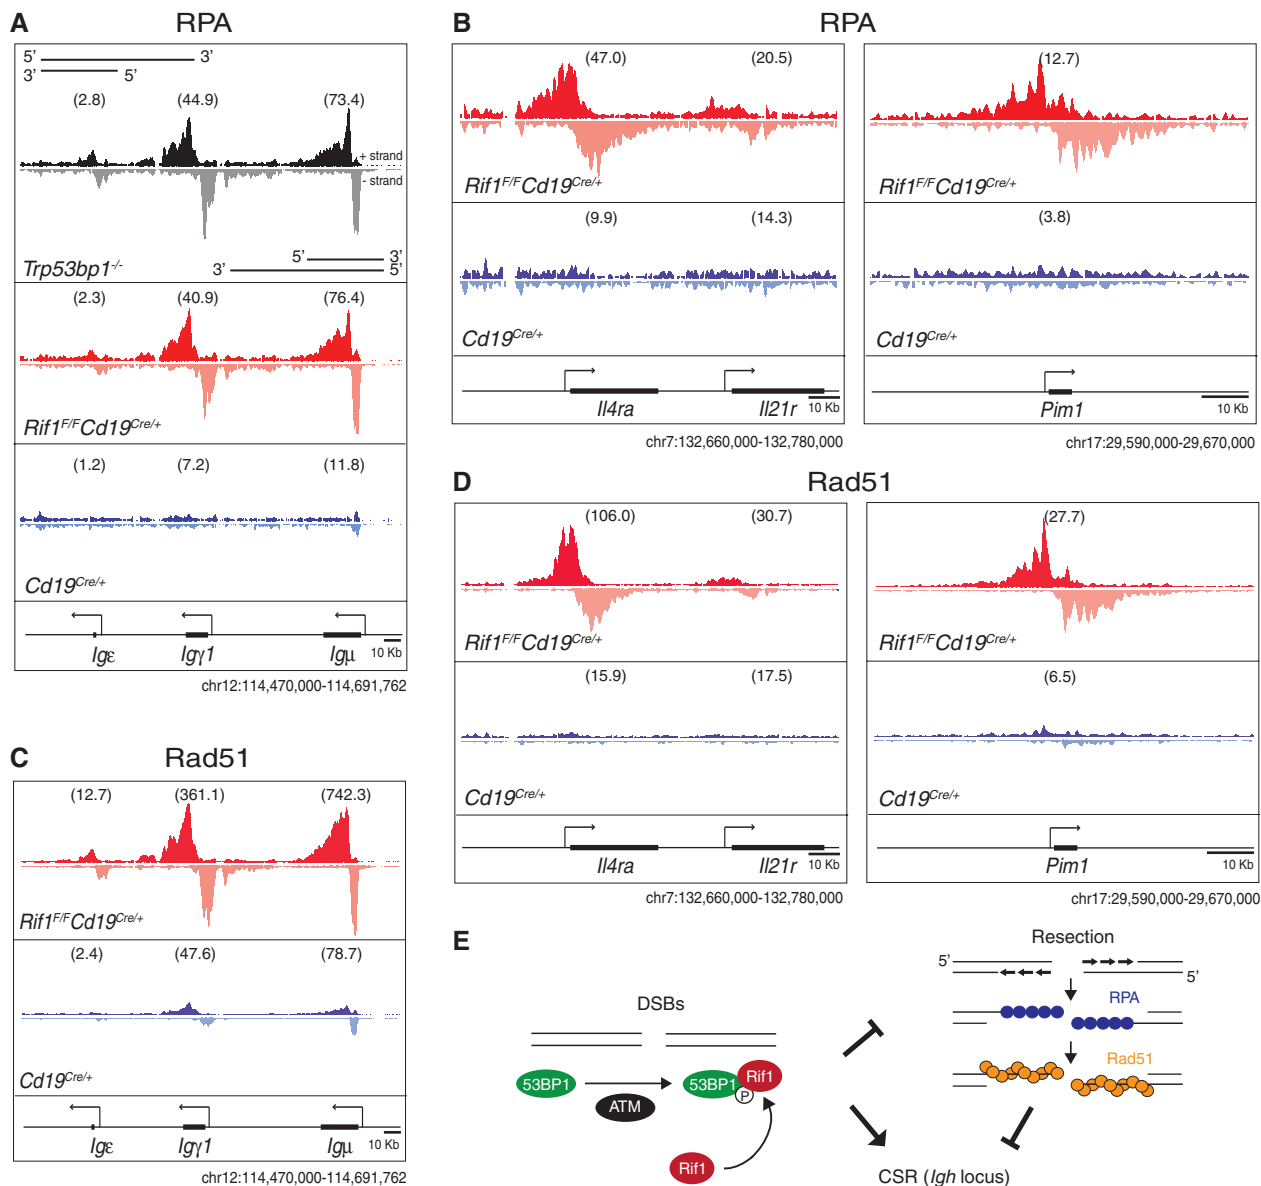 A
RPA
5’ 3’
3’ 5’
(2.8) (44.9) (73.4)
+ strand
- strand
Trp53bp1-/-
5’ 3’
3’ 5’
(2.3) (40.9) (76.4)
Rif1F/FCd19Cre/+
(1.2) (7.2) (11.8)
Cd19Cre/+
Igε Igγ1 Igμ 10 Kb
chr12:114,470,000-114,691,762
B
RPA
(47.0) (20.5)
Rif1F/FCd19Cre/+
(9.9) (14.3)
Cd19Cre/+
Il4ra Il21r 10 Kb
chr7:132,660,000-132,780,000
(12.7)
Rif1F/FCd19Cre/+
(3.8)
Cd19Cre/+
Pim1 10 Kb
chr17:29,590,000-29,670,000
C
Rad51
(12.7) (361.1) (742.3)
Rif1F/FCd19Cre/+
(2.4) (47.6) (78.7)
Cd19Cre/+
Igε Igγ1 Igμ 10 Kb
chr12:114,470,000-114,691,762
D
Rad51
(106.0) (30.7)
Rif1F/FCd19Cre/+
(15.9) (17.5)
Cd19Cre/+
Il4ra Il21r 10 Kb
chr7:132,660,000-132,780,000
(27.7)
Rif1F/FCd19Cre/+
(6.5)
Cd19Cre/+
Pim1 10 Kb
chr17:29,590,000-29,670,000
E
DSBs
53BP1
ATM
53BP1
Rif1
P
Rif1
Resection
5’
5’
RPA
Rad51
CSR (Igh locus)